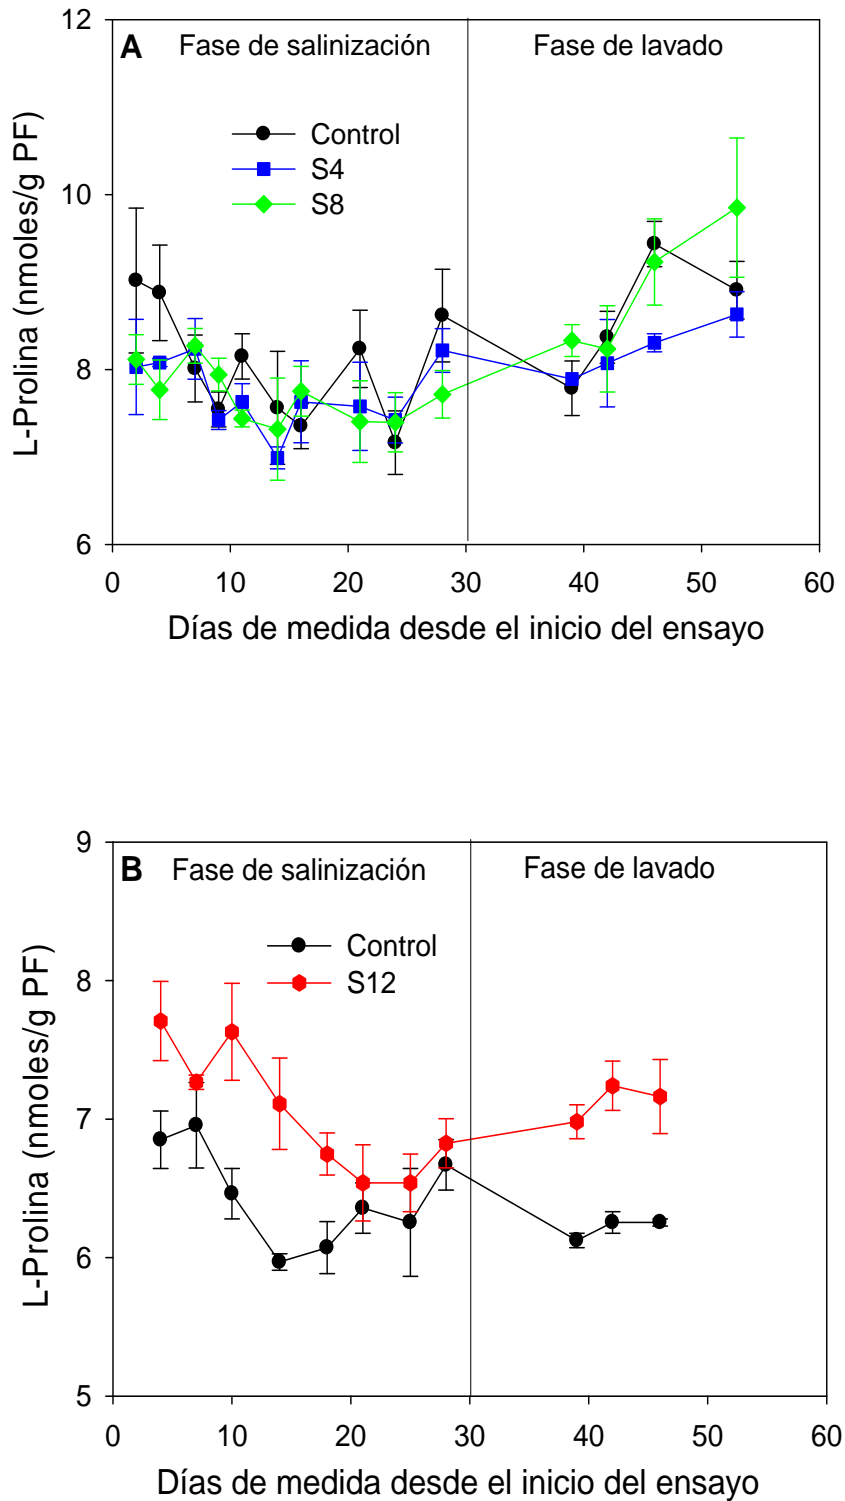 12
A Fase de salinización Fase de lavado
Control
S4
S8
10
8
6
L-Prolina (nmoles/g PF)
0 10 20 30 40 50 60
Días de medida desde el inicio del ensayo
9
B Fase de salinización Fase de lavado
Control
S12
8
7
6
5
L-Prolina (nmoles/g PF)
0 10 20 30 40 50 60
Días de medida desde el inicio del ensayo